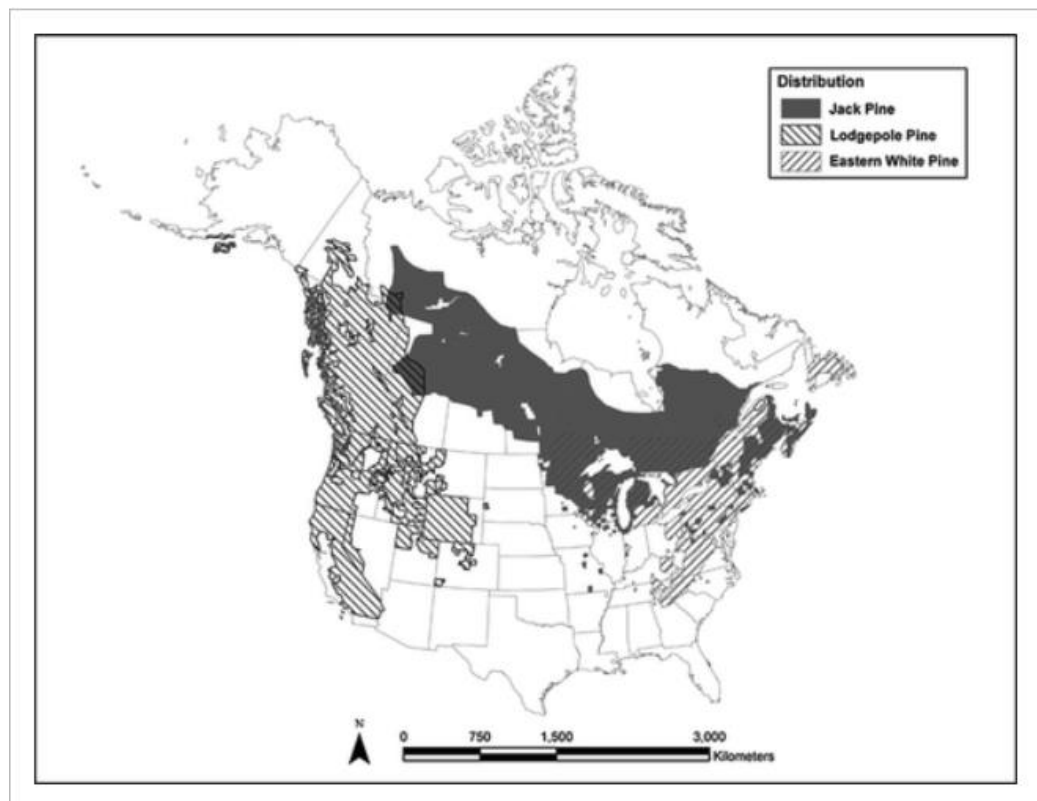 Distribution
Jack Pine
Lodgepole Pine
Eastern White Pine
N
0 750 1,500 3,000
Kilometers